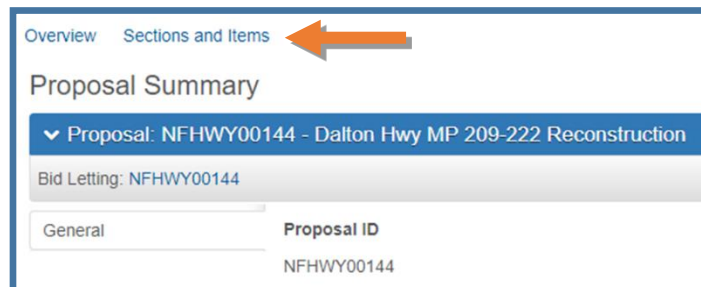 Overview Sections and Items
Proposal Summary
Proposal: NFHWY00144 - Dalton Hwy MP 209-222 Reconstruction
Bid Letting: NFHWY00144
General Proposal ID
NFHWY00144